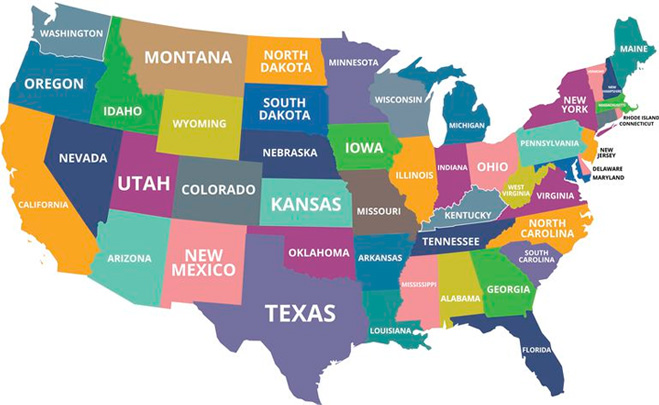 WASHINGTON
OREGON
IDAHO
MONTANA
NORTH
DAKOTA
SOUTH
DAKOTA
MINNESOTA
WISCONSIN
MICHIGAN
MAINE
VERMONT
NEW
HAMPSHIRE
MASSACHUSETTS
RHODE ISLAND
CONNECTICUT
NEW
YORK
PENNSYLVANIA
NEW
JERSEY
DELAWARE
MARYLAND
WYOMING
NEBRASKA
IOWA
ILLINOIS
INDIANA
OHIO
WEST
VIRGINIA
VIRGINIA
NEVADA
UTAH
COLORADO
KANSAS
MISSOURI
KENTUCKY
CALIFORNIA
ARIZONA
NEW
MEXICO
OKLAHOMA
ARKANSAS
TENNESSEE
NORTH
CAROLINA
SOUTH
CAROLINA
TEXAS
LOUISIANA
MISSISSIPPI
ALABAMA
GEORGIA
FLORIDA